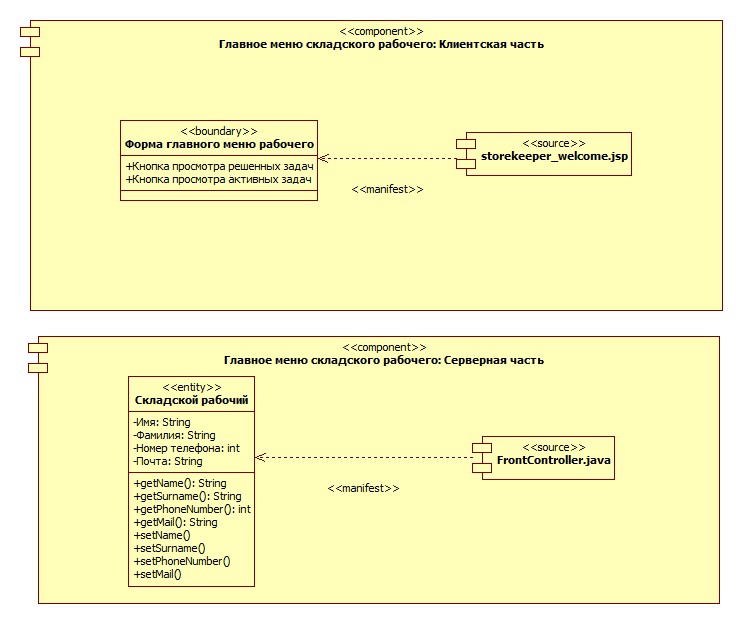 <<component>>
Главное меню складского рабочего: Клиентская часть
<<boundary>>
Форма главного меню рабочего
+Кнопка просмотра решенных задач
+Кнопка просмотра активных задач
<<source>>
storekeeper_welcome.jsp
<<manifest>>
<<component>>
Главное меню складского рабочего: Серверная часть
<<entity>>
Складской рабочий
-Имя: String
-Фамилия: String
-Номер телефона: int
-Почта: String
+getName(): String
+getSurname(): String
+getPhoneNumber(): int
+getMail(): String
+setName()
+setSurname()
+setPhoneNumber()
+setMail()
<<source>>
FrontController.java
<<manifest>>